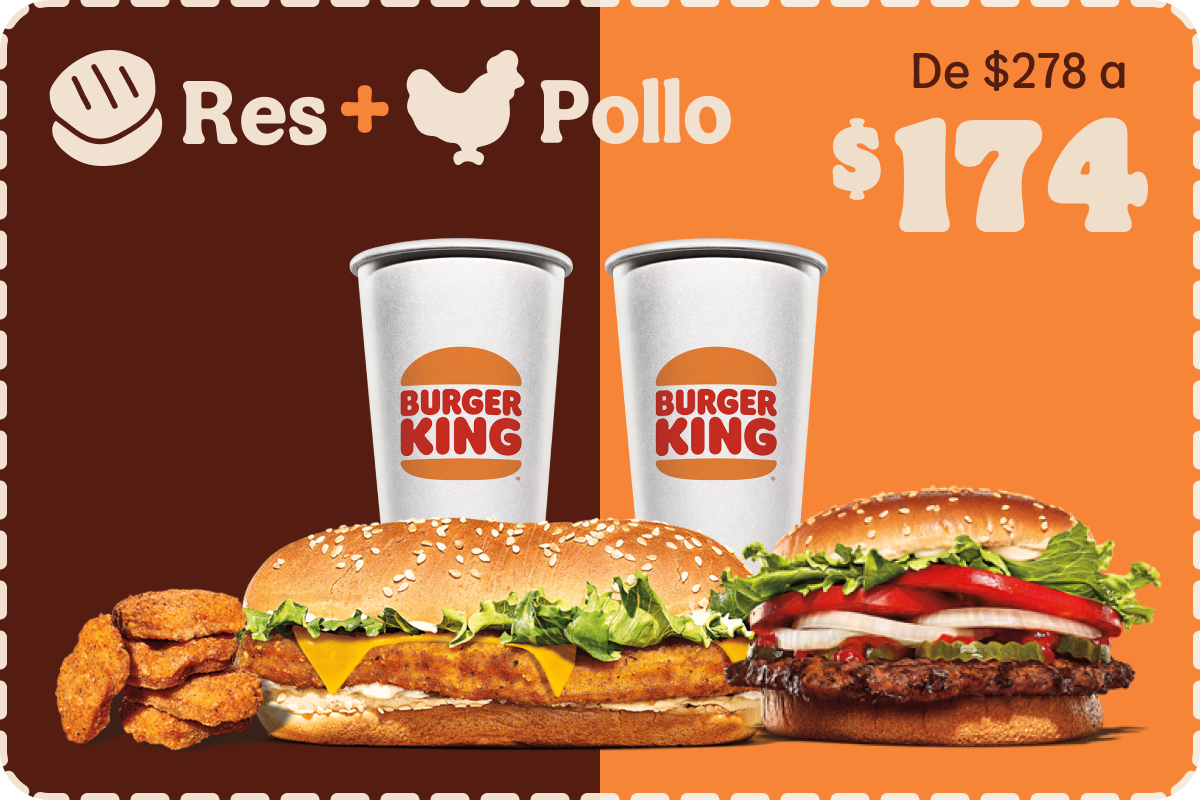 Res + Pollo
De $278 a
$174
BURGER
KING
BURGER
KING